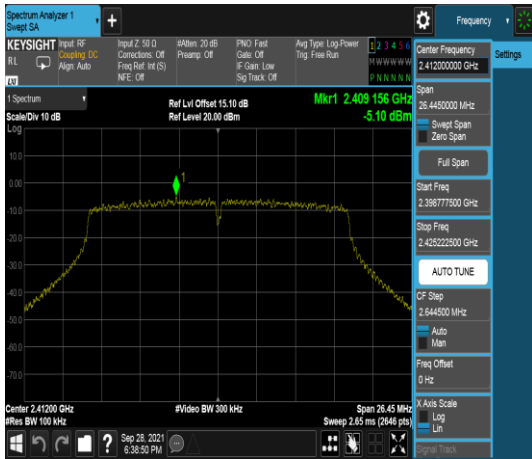 Spectrum Analyzer 1
Swept SA
Frequency
KEYSIGHT
RL
LXI
Input: RF
Coupling: DC
Align: Auto
Input Z: 50 Ω
Corrections: Off
Freq Ref: Int (S)
NFE: Off
#Atten: 20 dB
Preamp: Off
PNO: Fast
Gate: Off
IF Gain: Low
Sig Track: Off
Avg Type: Log-Power
Trig: Free Run
1 2 3 4 5 6
M W W W W W
P N N N N N
1 Spectrum
Scale/Div 10 dB
Log
Ref Lvl Offset 15.10 dB
Ref Level 20.00 dBm
Mkr1 2.409 156 GHz
-5.10 dBm
10.0
0.00
-10.0
-20.0
-30.0
-40.0
-50.0
-60.0
-70.0
1
Center 2.41200 GHz
#Res BW 100 kHz
#Video BW 300 kHz
Span 26.45 MHz
Sweep 2.65 ms (2646 pts)
?
Sep 28, 2021
6:38:50 PM
Center Frequency
2.412000000 GHz
Span
26.4450000 MHz
Swept Span
Zero Span
Full Span
Start Freq
2.398777500 GHz
Stop Freq
2.425222500 GHz
AUTO TUNE
CF Step
2.644500 MHz
Auto
Man
Freq Offset
0 Hz
X Axis Scale
Log
Lin
Signal Track
Settings